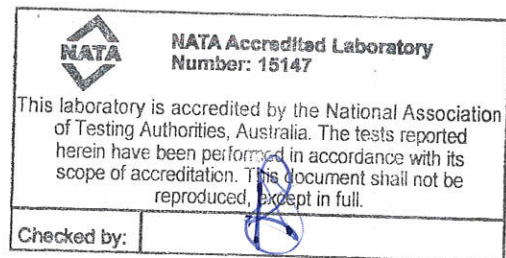 NATA
NATA Accredited Laboratory
Number: 15147
This laboratory is accredited by the National Association
of Testing Authorities, Australia. The tests reported
herein have been performed in accordance with its
scope of accreditation. This document shall not be
reproduced, except in full.
Checked by: